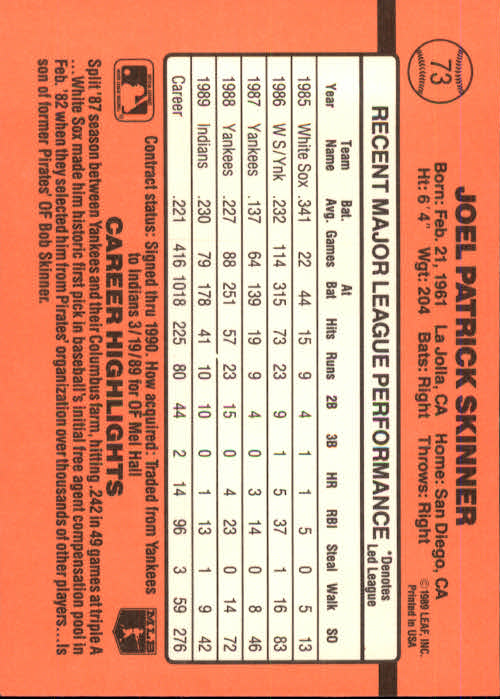 73
JOEL PATRICK SKINNER
©1989 LEAF, INC.
Printed in USA
Born: Feb. 21, 1961 La Jolla, CA Home: San Diego, CA
Ht: 6' 4" Wgt: 204 Bats: Right Throws: Right
RECENT MAJOR LEAGUE PERFORMANCE *Denotes
Led League
Team Bat. At
Year Name Avg. Games Bat Hits Runs 2B 3B HR RBI Steal Walk SO
1985 White Sox .341 22 44 15 9 4 1 1 5 0 5 13
1986 W S/Ynk .232 114 315 73 23 9 1 5 37 1 16 83
1987 Yankees .137 64 139 19 9 4 0 3 14 0 8 46
1988 Yankees .227 88 251 57 23 15 0 4 23 0 14 72
1989 Indians .230 79 178 41 10 10 0 1 13 1 9 42
Career .221 416 1018 225 80 44 2 14 96 3 59 276
Contract status: Signed thru 1990. How acquired: Traded from Yankees
to Indians 3/19/89 for OF Mel Hall
MLB
CAREER HIGHLIGHTS
Split '87 season between Yankees and their Columbus farm, hitting .242 in 49 games at triple A
...White Sox made him historic first pick in baseball's initial free agent compensation pool in
Feb. '82 when they selected him from Pirates' organization over thousands of other players...Is
son of former Pirates' OF Bob Skinner.